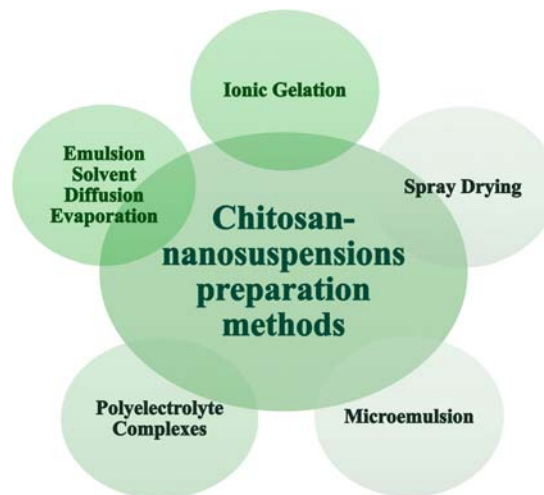 Ionic Gelation
Emulsion
Solvent
Diffusion
Evaporation
Spray Drying
Chitosan-
nanosuspensions
preparation
methods
Polyelectrolyte
Complexes
Microemulsion